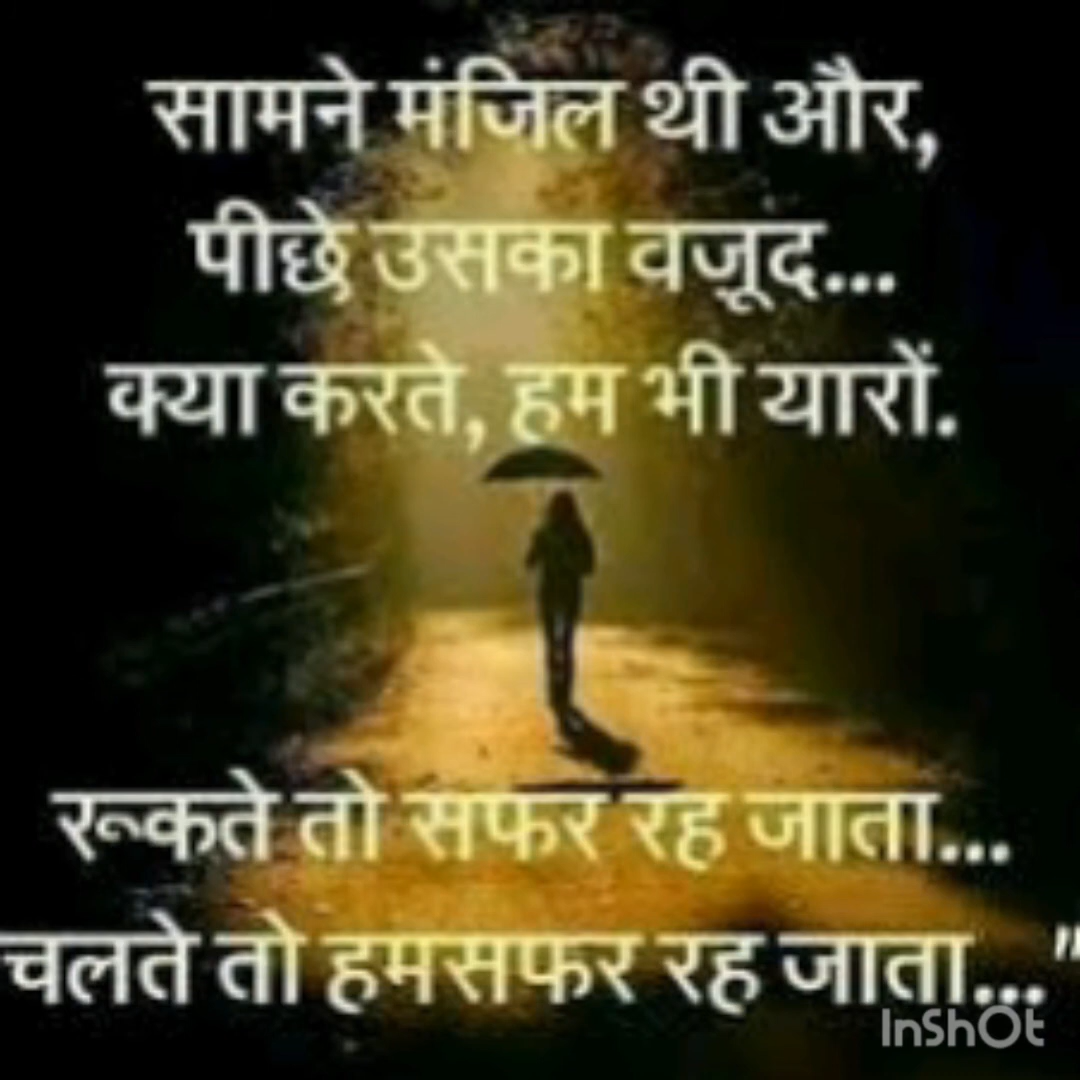 सामने मंजिल थी और,
पीछे उसका वजूंद...
क्या करते, हम भी यारों.
रूकते तो सफर रह जाता...
चलते तो हमसफर रह जाता..."
InShOt